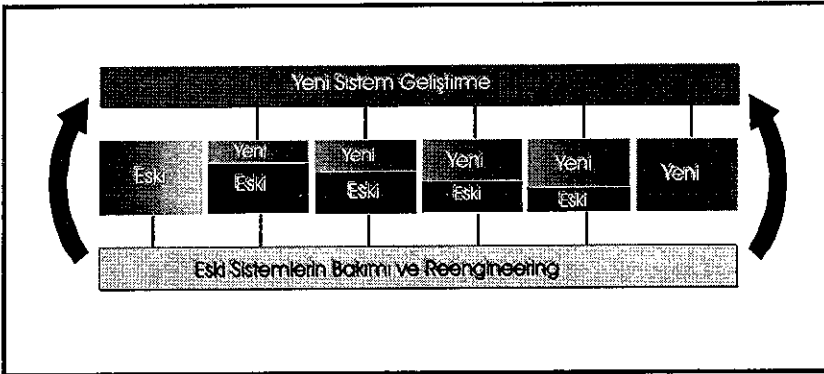 Yeni Sistem Geliştirme
Eski
Yeni
Eski
Yeni
Eski
Yeni
Eski
Yeni
Eski
Yeni
Eski Sistemlerin Bakımı ve Reengineering